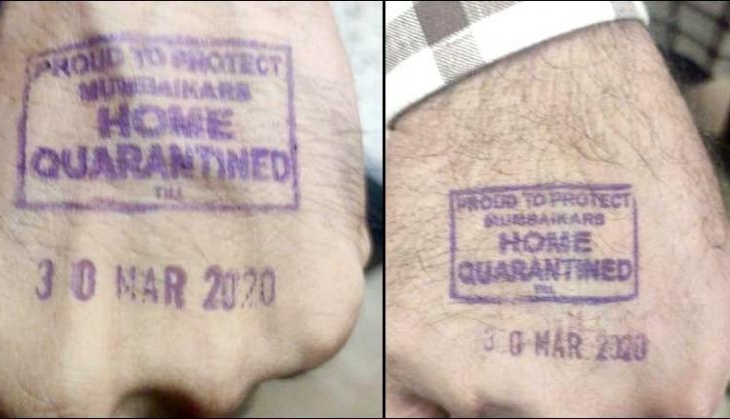 PROUD TO PROTECT
MUMBAIKARS
HOME
QUARANTINED
TILL
30 MAR 2020
PROUD TO PROTECT
MUMBAIKARS
HOME
QUARANTINED
TILL
30 MAR 2020